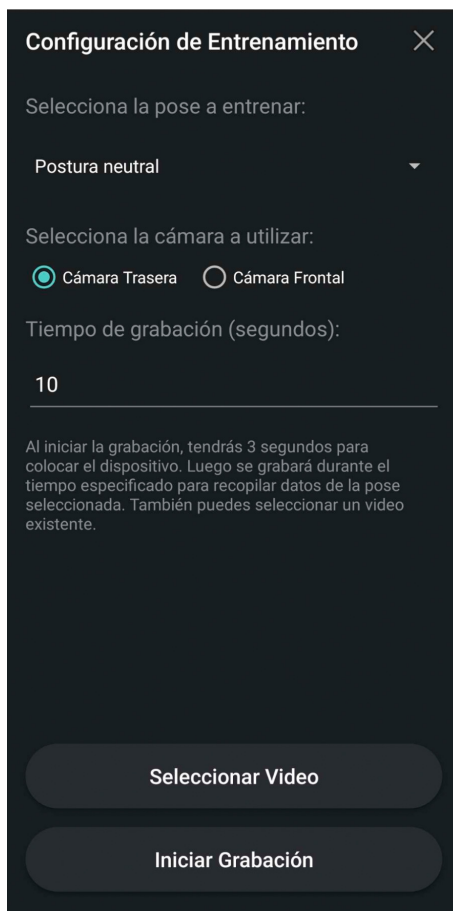 Configuración de Entrenamiento
Selecciona la pose a entrenar:
Postura neutral
Selecciona la cámara a utilizar:
Cámara Trasera Cámara Frontal
Tiempo de grabación (segundos):
10
Al iniciar la grabación, tendrás 3 segundos para
colocar el dispositivo. Luego se grabará durante el
tiempo especificado para recopilar datos de la pose
seleccionada. También puedes seleccionar un video
existente.
Seleccionar Video
Iniciar Grabación